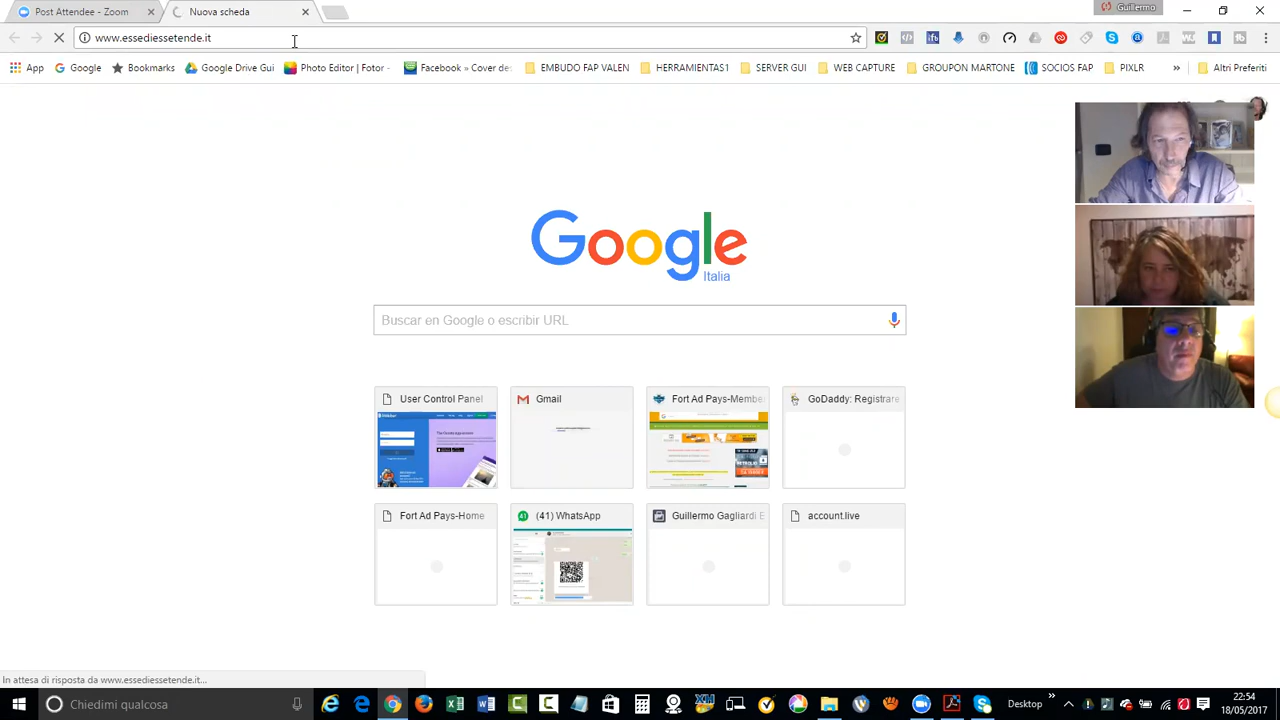 Post Attendee - Zoom
Nuova scheda
Guillermo
www.essediessetende.it
App
Google
Bookmarks
Google Drive Gui
Photo Editor | Fotor -
Facebook » Cover de
EMBUDO FAP VALEN
HERRAMIENTAS1
SERVER GUI
WEB CAPTURE
GROUPON MARTONE
SOCIOS FAP
PIXLR
»
Altri Preferiti
Google
Italia
Buscar en Google o escribir URL
User Control Panel
Gmail
Fort Ad Pays-Membe
GoDaddy: Registrare
Fort Ad Pays-Home
(41) WhatsApp
Guillermo Gagliardi E
account.live
In attesa di risposta da www.essediessetende.it...
Chiedimi qualcosa
Desktop
22:54
18/05/2017